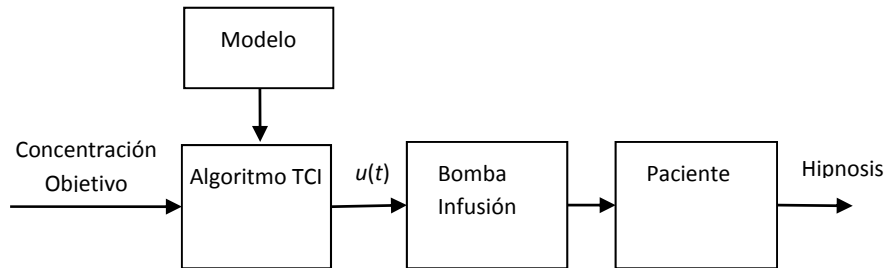 Modelo
Concentración
Objetivo
Algoritmo TCI
u(t)
Bomba
Infusión
Paciente
Hipnosis